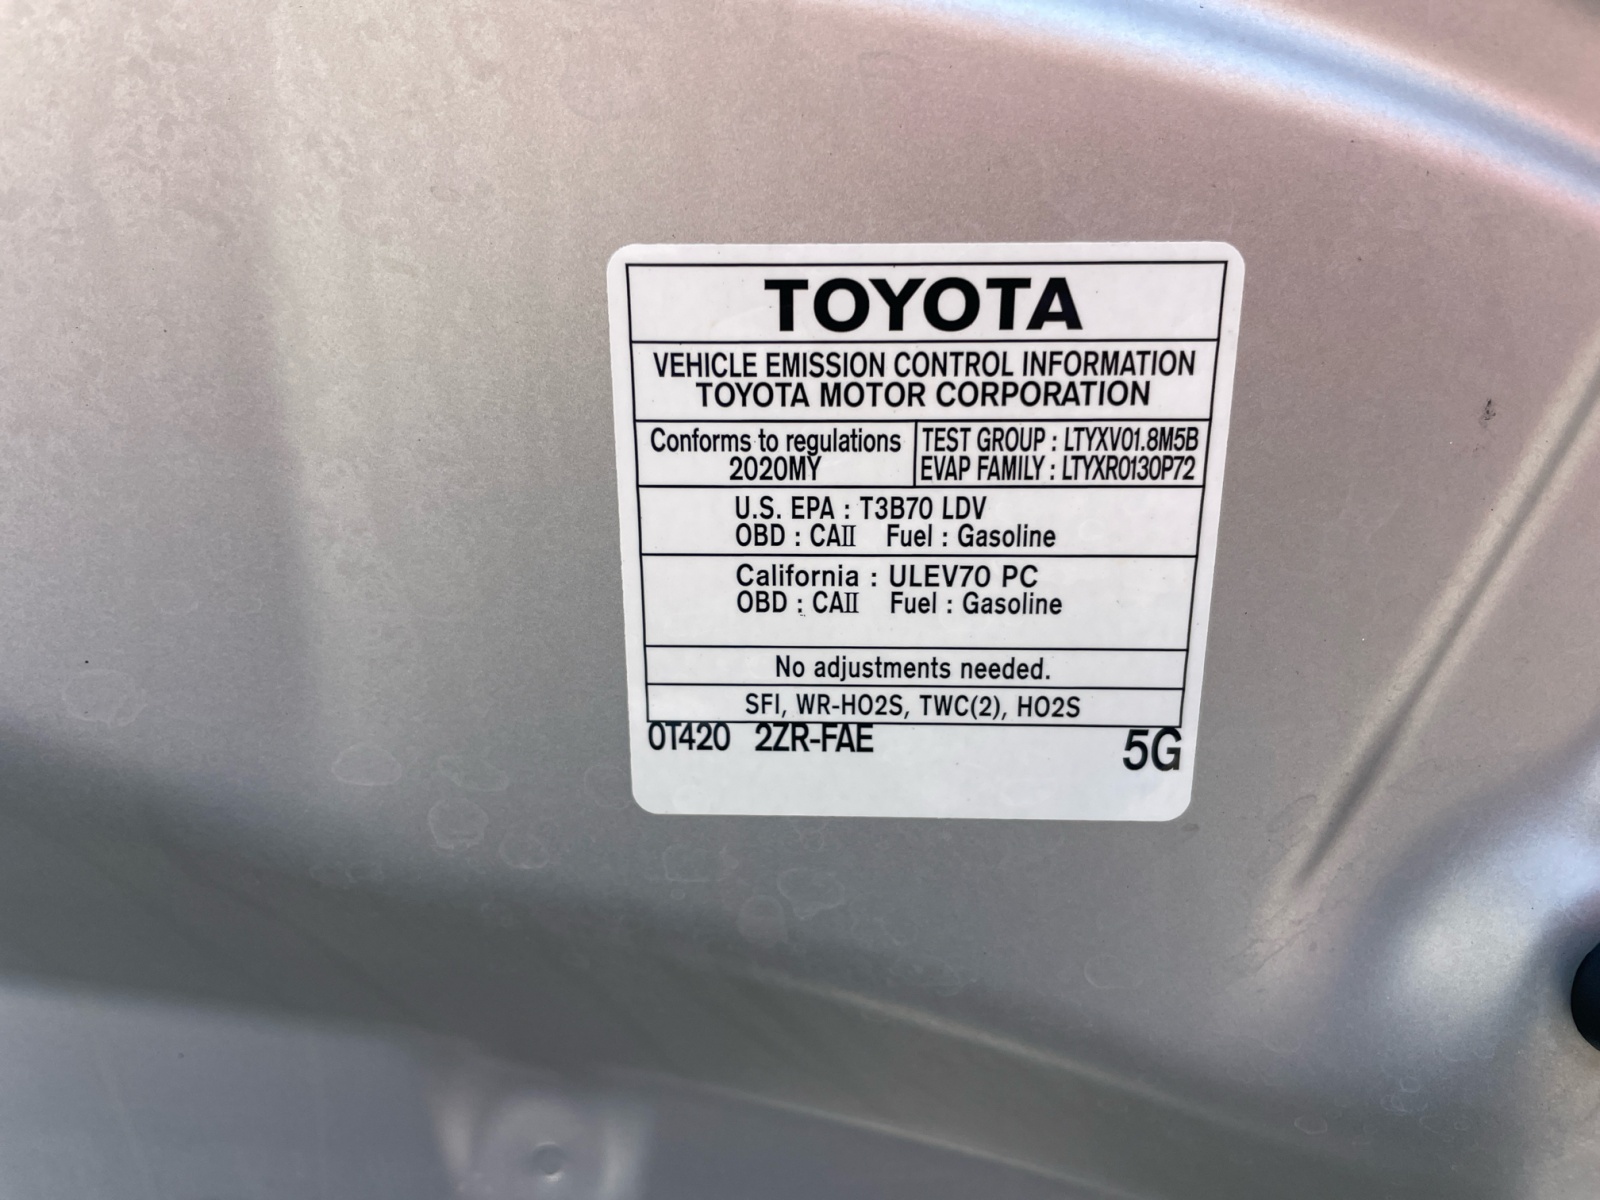 TOYOTA
VEHICLE EMISSION CONTROL INFORMATION
TOYOTA MOTOR CORPORATION
Conforms to regulations
2020MY
TEST GROUP : LTYXV01.8M5B
EVAP FAMILY : LTYXR0130P72
U.S. EPA : T3B70 LDV
OBD : CAII Fuel : Gasoline
California : ULEV70 PC
OBD : CAII Fuel : Gasoline
No adjustments needed.
SFI, WR-HO2S, TWC(2), HO2S
0T420 2ZR-FAE 5G